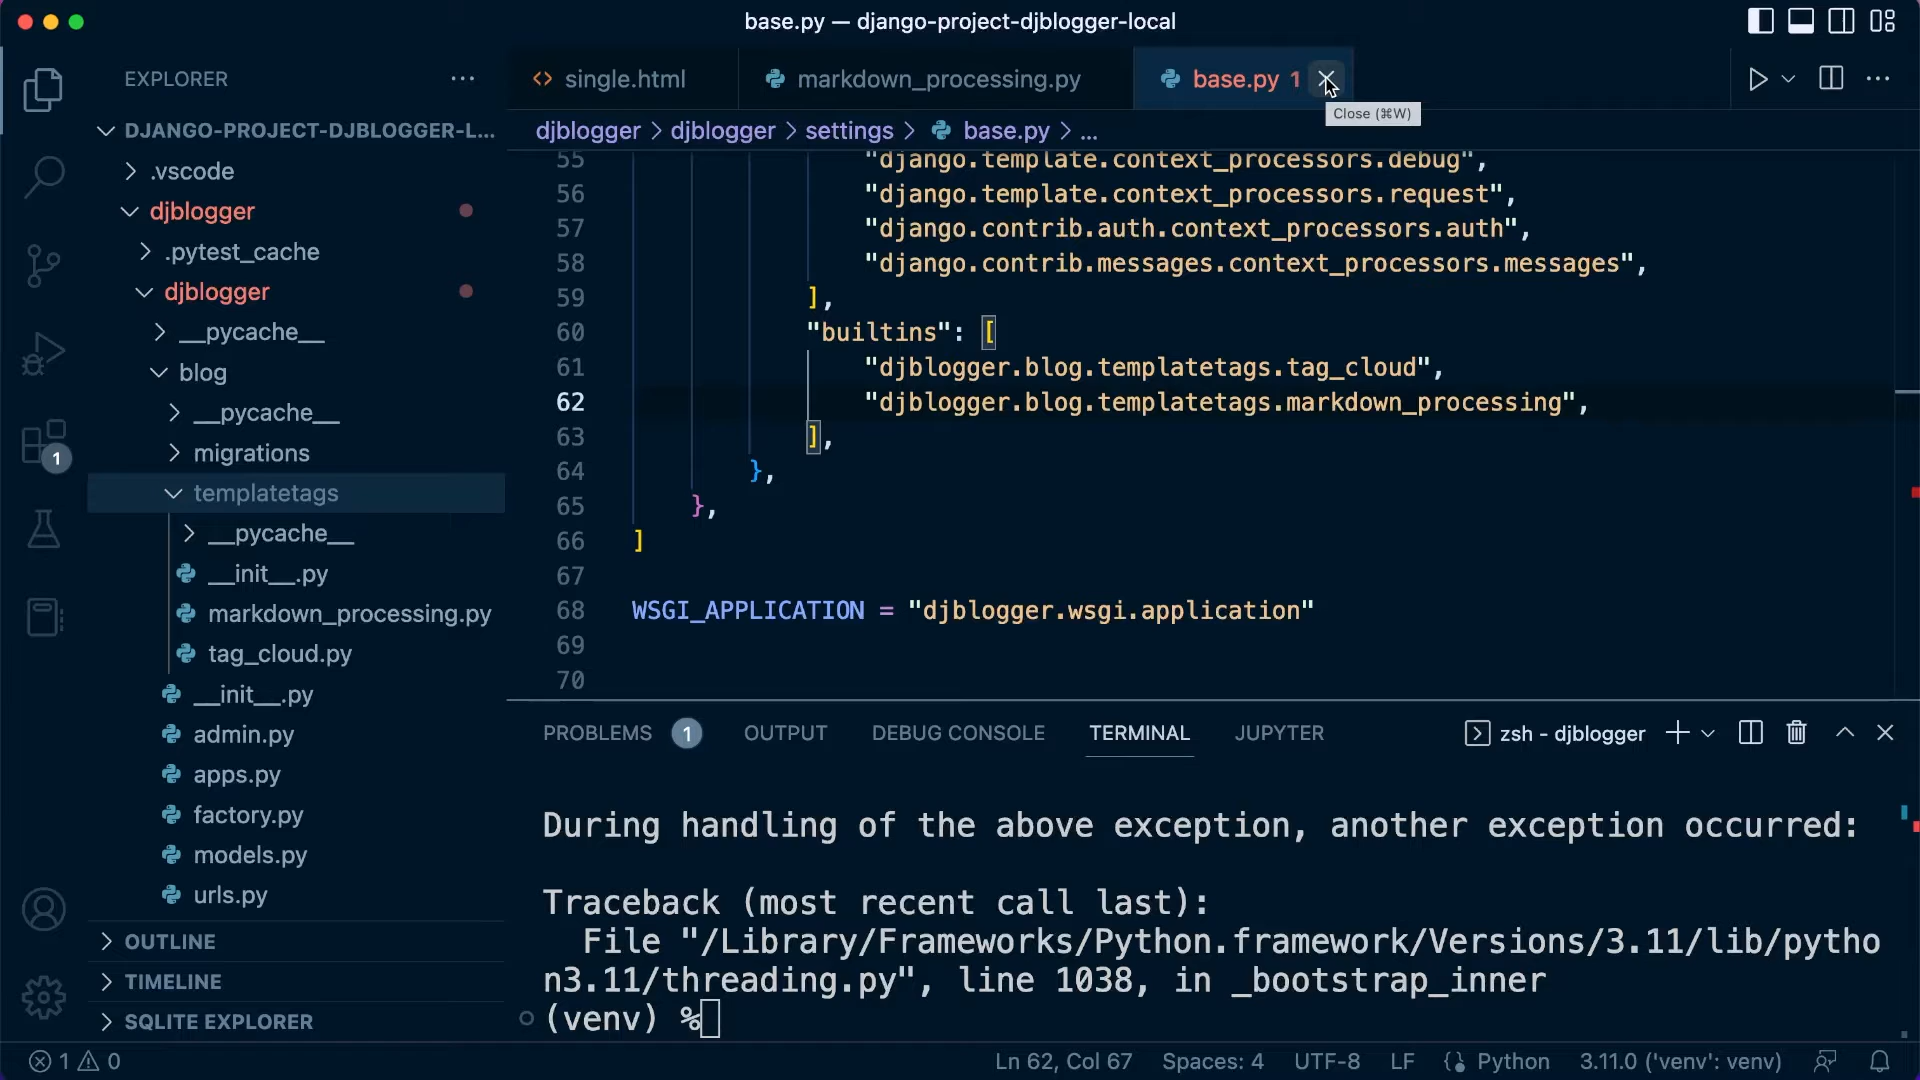 base.py — django-project-djblogger-local
EXPLORER
single.html
markdown_processing.py
base.py 1
Close (⌘W)
DJANGO-PROJECT-DJBLOGGER-L...
.vscode
djblogger
.pytest_cache
djblogger
__pycache__
blog
__pycache__
migrations
templatetags
__pycache__
__init__.py
markdown_processing.py
tag_cloud.py
__init__.py
admin.py
apps.py
factory.py
models.py
urls.py
OUTLINE
TIMELINE
SQLITE EXPLORER
1
djblogger > djblogger > settings > base.py > ...
55 "django.template.context_processors.debug",
56 "django.template.context_processors.request",
57 "django.contrib.auth.context_processors.auth",
58 "django.contrib.messages.context_processors.messages",
59 ],
60 "builtins": [
61 "djblogger.blog.templatetags.tag_cloud",
62 "djblogger.blog.templatetags.markdown_processing",
63 ],
64 },
65 },
66 ]
67
68 WSGI_APPLICATION = "djblogger.wsgi.application"
69
70
PROBLEMS 1 OUTPUT DEBUG CONSOLE TERMINAL JUPYTER zsh - djblogger
During handling of the above exception, another exception occurred:
Traceback (most recent call last):
File "/Library/Frameworks/Python.framework/Versions/3.11/lib/pytho
n3.11/threading.py", line 1038, in _bootstrap_inner
(venv) %
1 0 Ln 62, Col 67 Spaces: 4 UTF-8 LF Python 3.11.0 ('venv': venv)